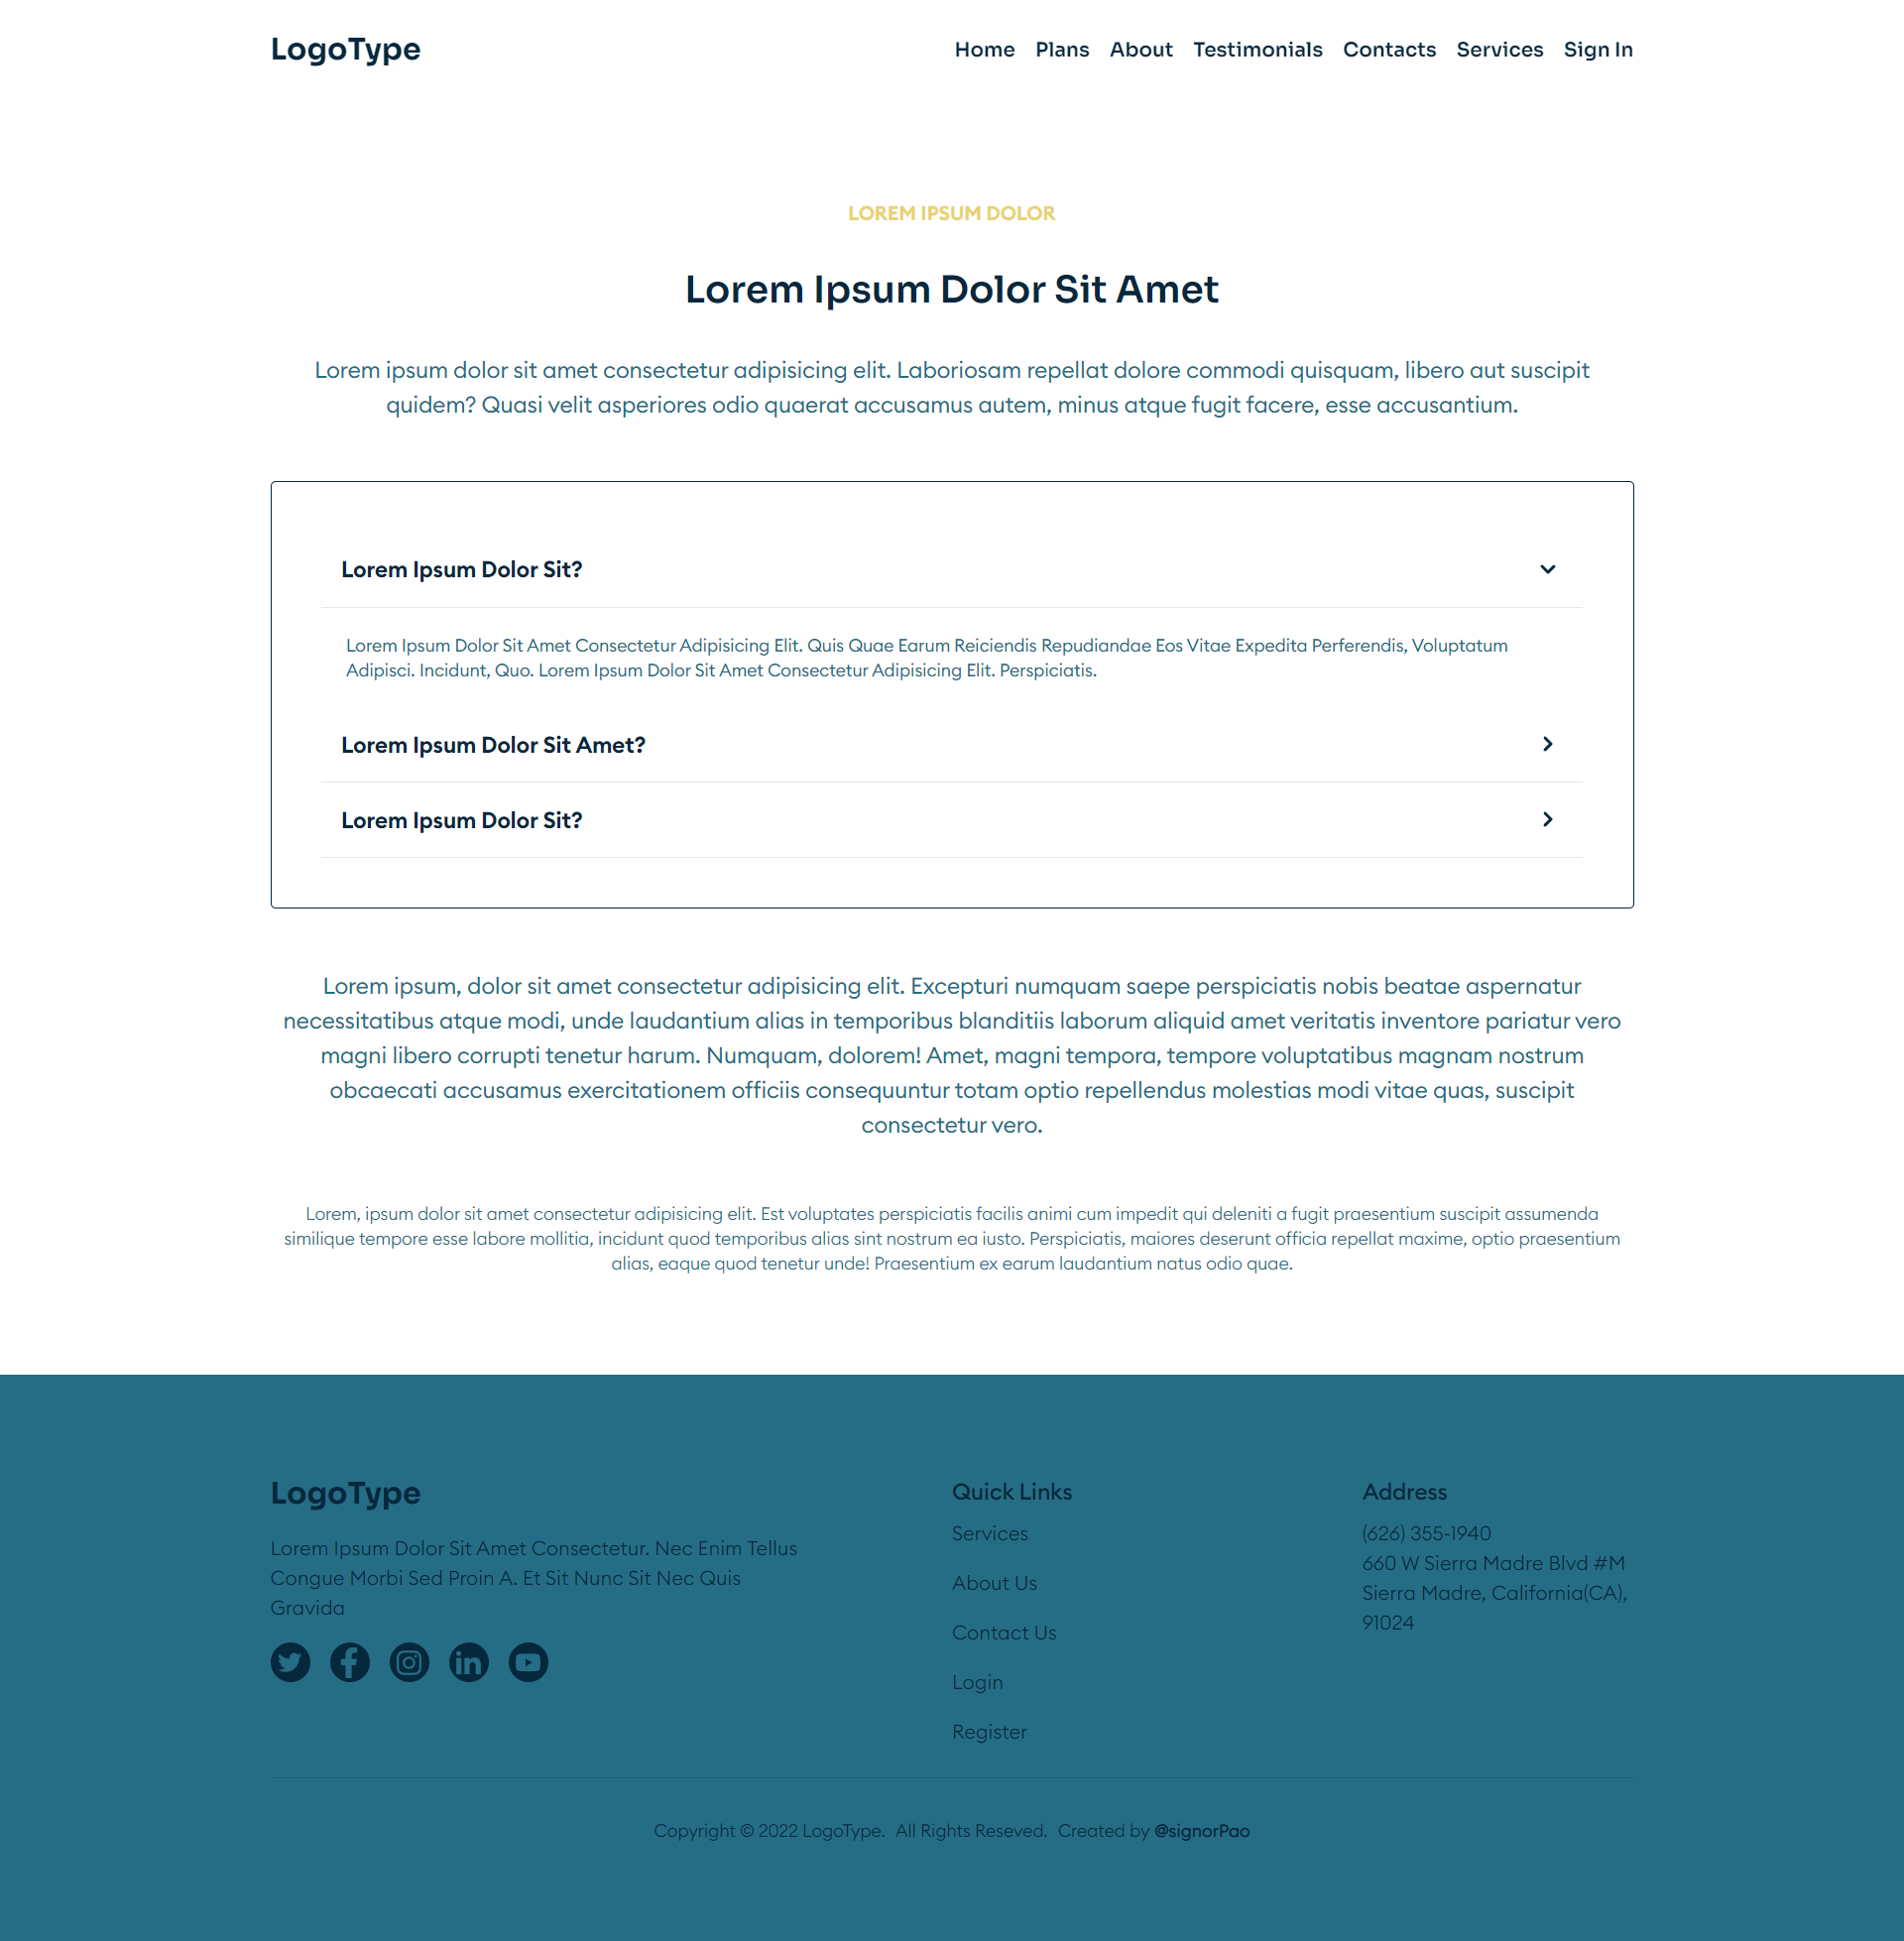 LogoType
Home Plans About Testimonials Contacts Services Sign In
LOREM IPSUM DOLOR
Lorem Ipsum Dolor Sit Amet
Lorem ipsum dolor sit amet consectetur adipisicing elit. Laboriosam repellat dolore commodi quisquam, libero aut suscipit
quidem? Quasi velit asperiores odio quaerat accusamus autem, minus atque fugit facere, esse accusantium.
Lorem Ipsum Dolor Sit?
Lorem Ipsum Dolor Sit Amet Consectetur Adipisicing Elit. Quis Quae Earum Reiciendis Repudiandae Eos Vitae Expedita Perferendis, Voluptatum
Adipisci. Incidunt, Quo. Lorem Ipsum Dolor Sit Amet Consectetur Adipisicing Elit. Perspiciatis.
Lorem Ipsum Dolor Sit Amet?
Lorem Ipsum Dolor Sit?
Lorem ipsum, dolor sit amet consectetur adipisicing elit. Excepturi numquam saepe perspiciatis nobis beatae aspernatur
necessitatibus atque modi, unde laudantium alias in temporibus blanditiis laborum aliquid amet veritatis inventore pariatur vero
magni libero corrupti tenetur harum. Numquam, dolorem! Amet, magni tempora, tempore voluptatibus magnam nostrum
obcaecati accusamus exercitationem officiis consequuntur totam optio repellendus molestias modi vitae quas, suscipit
consectetur vero.
Lorem, ipsum dolor sit amet consectetur adipisicing elit. Est voluptates perspiciatis facilis animi cum impedit qui deleniti a fugit praesentium suscipit assumenda
similique tempore esse labore mollitia, incidunt quod temporibus alias sint nostrum ea iusto. Perspiciatis, maiores deserunt officia repellat maxime, optio praesentium
alias, eaque quod tenetur unde! Praesentium ex earum laudantium natus odio quae.
LogoType
Lorem Ipsum Dolor Sit Amet Consectetur. Nec Enim Tellus
Congue Morbi Sed Proin A. Et Sit Nunc Sit Nec Quis
Gravida
Quick Links
Services
About Us
Contact Us
Login
Register
Address
(626) 355-1940
660 W Sierra Madre Blvd #M
Sierra Madre, California(CA),
91024
Copyright © 2022 LogoType. All Rights Reseved. Created by @signorPao